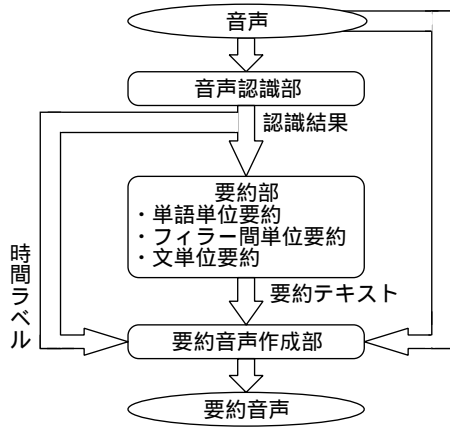 音声
音声認識部
認識結果
要約部
・単語単位要約
・フィラー間単位要約
・文単位要約
時間ラベル
要約テキスト
要約音声作成部
要約音声